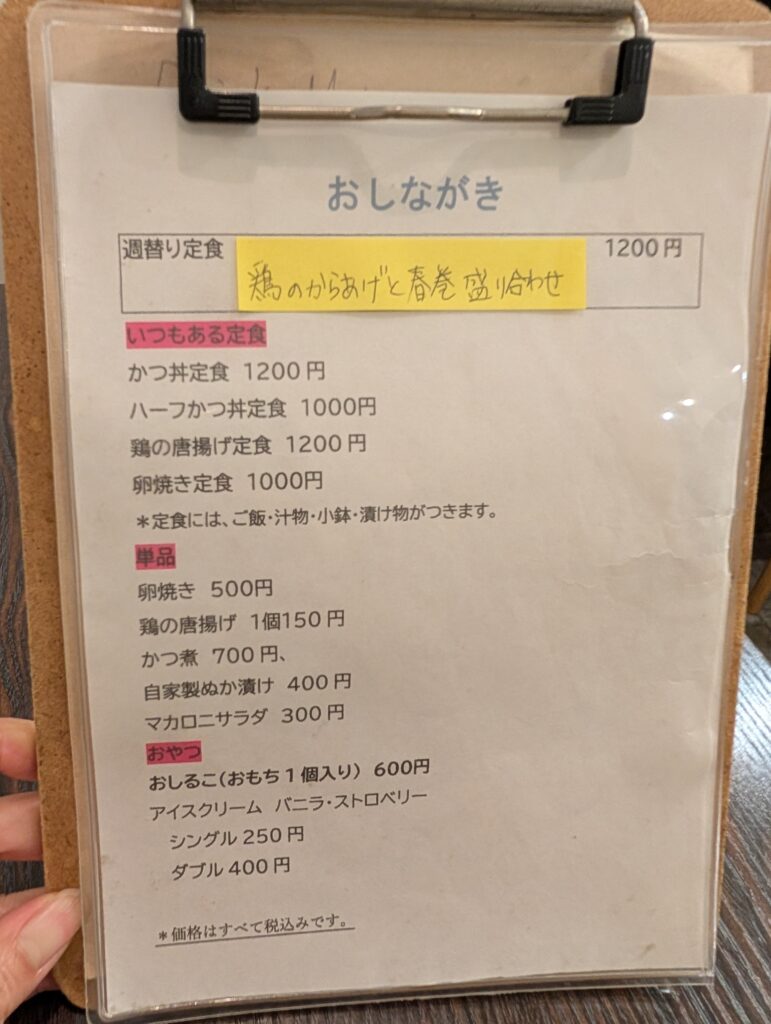 おしながき
週替り定食 鶏のからあげと春巻 盛り合わせ 1200円
いつもある定食
かつ丼定食 1200円
ハーフかつ丼定食 1000円
鶏の唐揚げ定食 1200円
卵焼き定食 1000円
＊定食には、ご飯・汁物・小鉢・漬け物がつきます。
単品
卵焼き 500円
鶏の唐揚げ 1個150円
かつ煮 700円、
自家製ぬか漬け 400円
マカロニサラダ 300円
おやつ
おしるこ（おもち１個入り） 600円
アイスクリーム バニラ・ストロベリー
シングル250円
ダブル400円
＊価格はすべて税込みです。